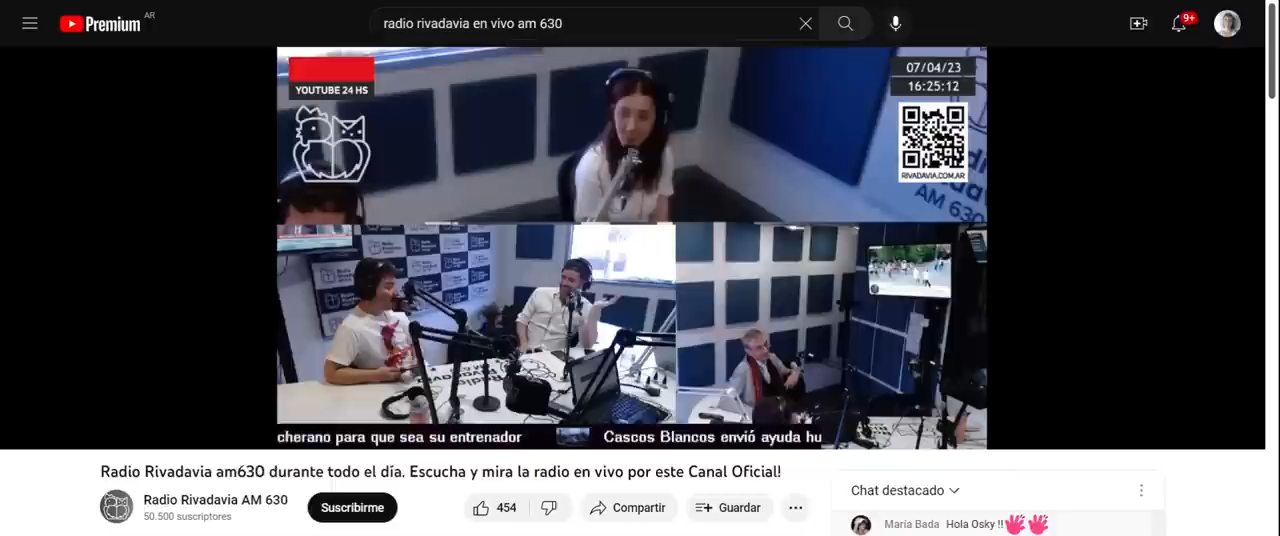 Premium AR
radio rivadavia en vivo am 630
9+
YOUTUBE 24 HS
07/04/23
16:25:12
RIVADAVIA.COM.AR
AM 630
cherano para que sea su entrenador
Cascos Blancos envió ayuda hu
Radio Rivadavia am630 durante todo el día. Escucha y mira la radio en vivo por este Canal Oficial!
Radio Rivadavia AM 630
50.500 suscriptores
Suscribirme
454
Compartir
Guardar
Chat destacado
María Bada Hola Osky !!